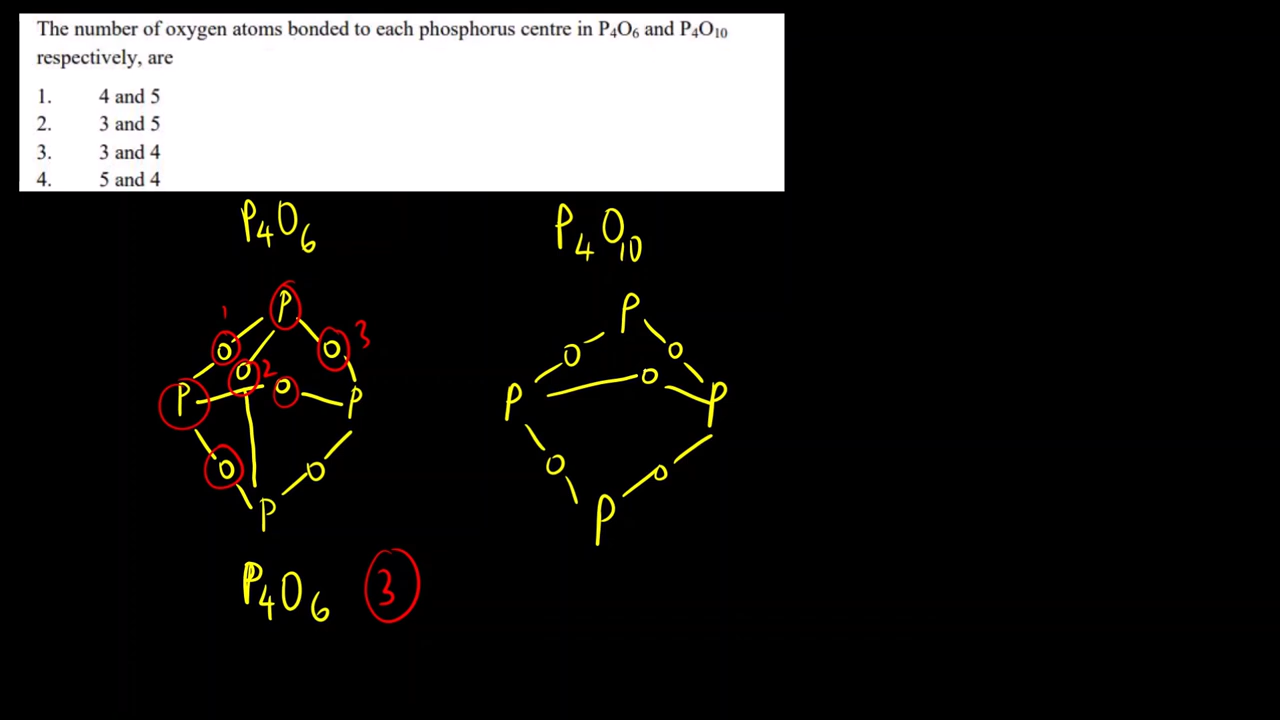 The number of oxygen atoms bonded to each phosphorus centre in P₄O₆ and P₄O₁₀
respectively, are
1. 4 and 5
2. 3 and 5
3. 3 and 4
4. 5 and 4
P₄O₆
P₄O₁₀
P
1 O O 3
O 2 O
P P
O O
P
P₄O₆ 3
P
O O
O
P P
O O
P